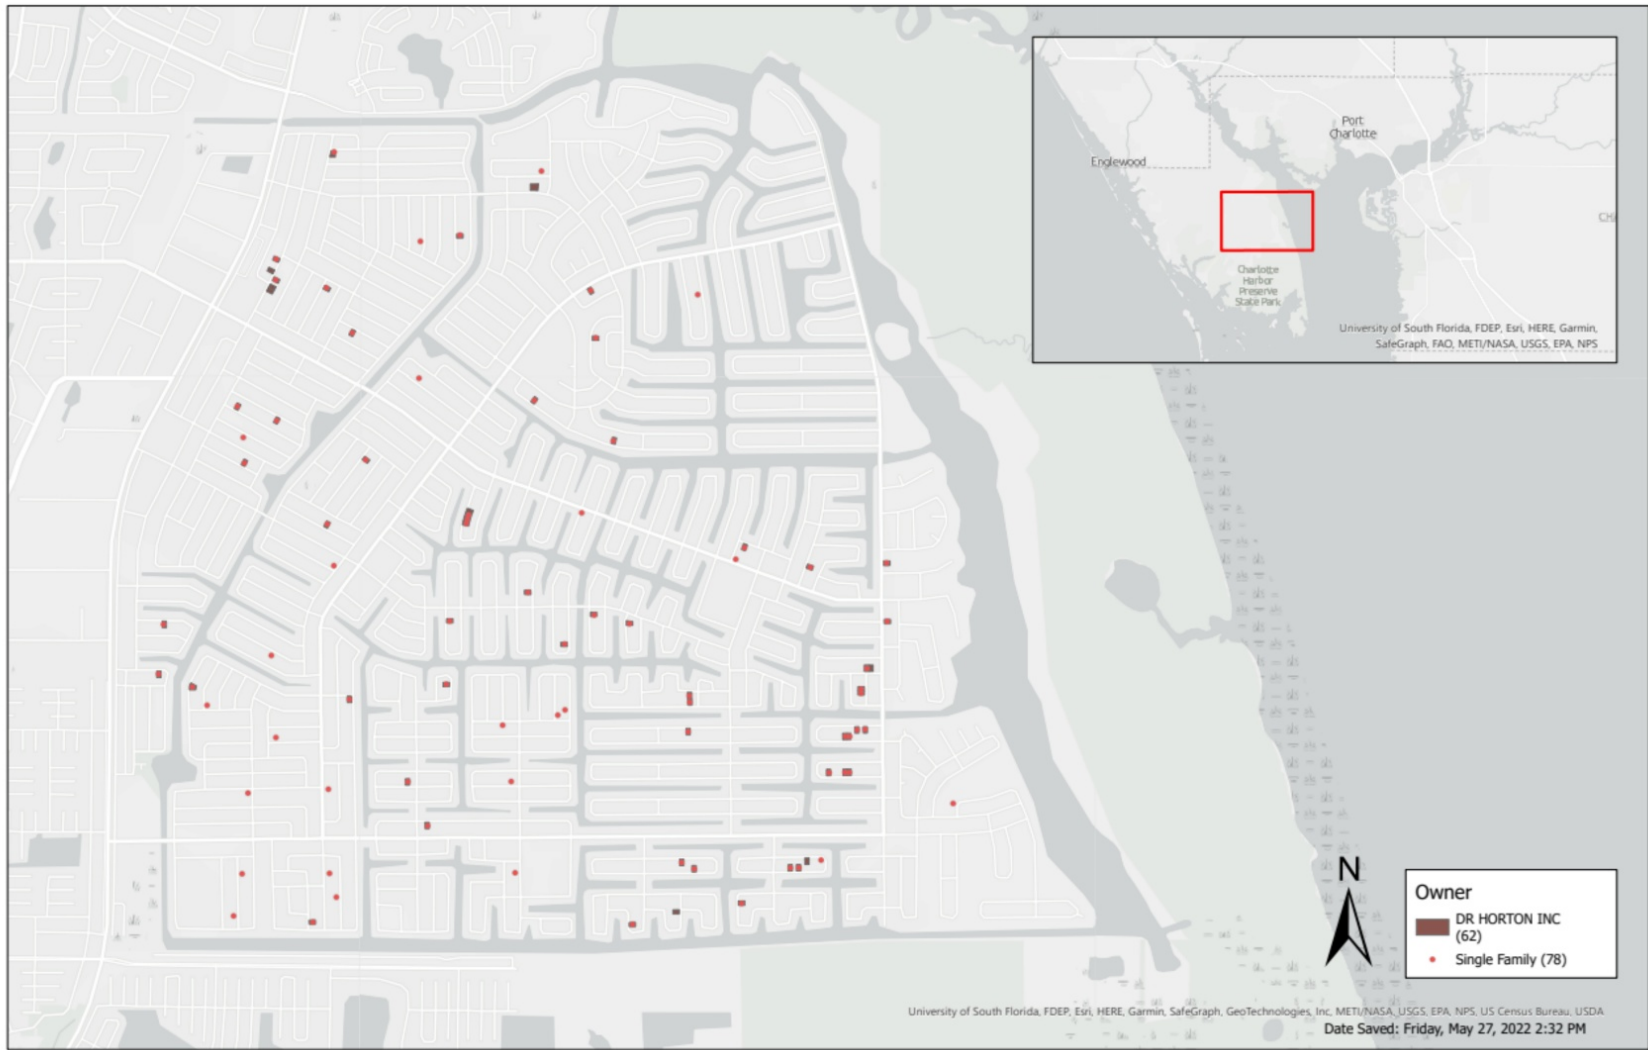 Port
Charlotte
Englewood
Charlotte
Harbor
Preserve
State Park
University of South Florida, FDEP, Esri, HERE, Garmin,
SafeGraph, FAO, METI/NASA, USGS, EPA, NPS
N
Owner
DR HORTON INC
(62)
Single Family (78)
University of South Florida, FDEP, Esri, HERE, Garmin, SafeGraph, GeoTechnologies, Inc, METI/NASA, USGS, EPA, NPS, US Census Bureau, USDA
Date Saved: Friday, May 27, 2022 2:32 PM